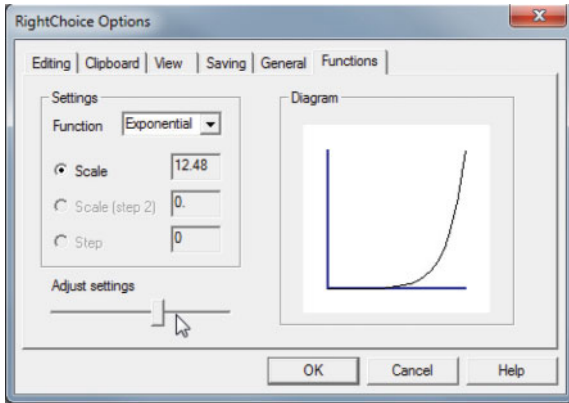 RightChoice Options
Editing Clipboard View Saving General Functions
Settings
Function Exponential
Scale 12.48
Scale (step 2) 0.
Step 0
Adjust settings
Diagram
OK Cancel Help